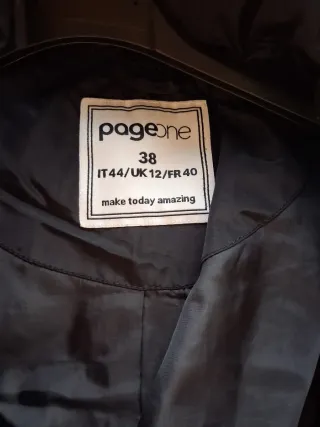 pageone
38
IT44/UK12/FR40
make today amazing